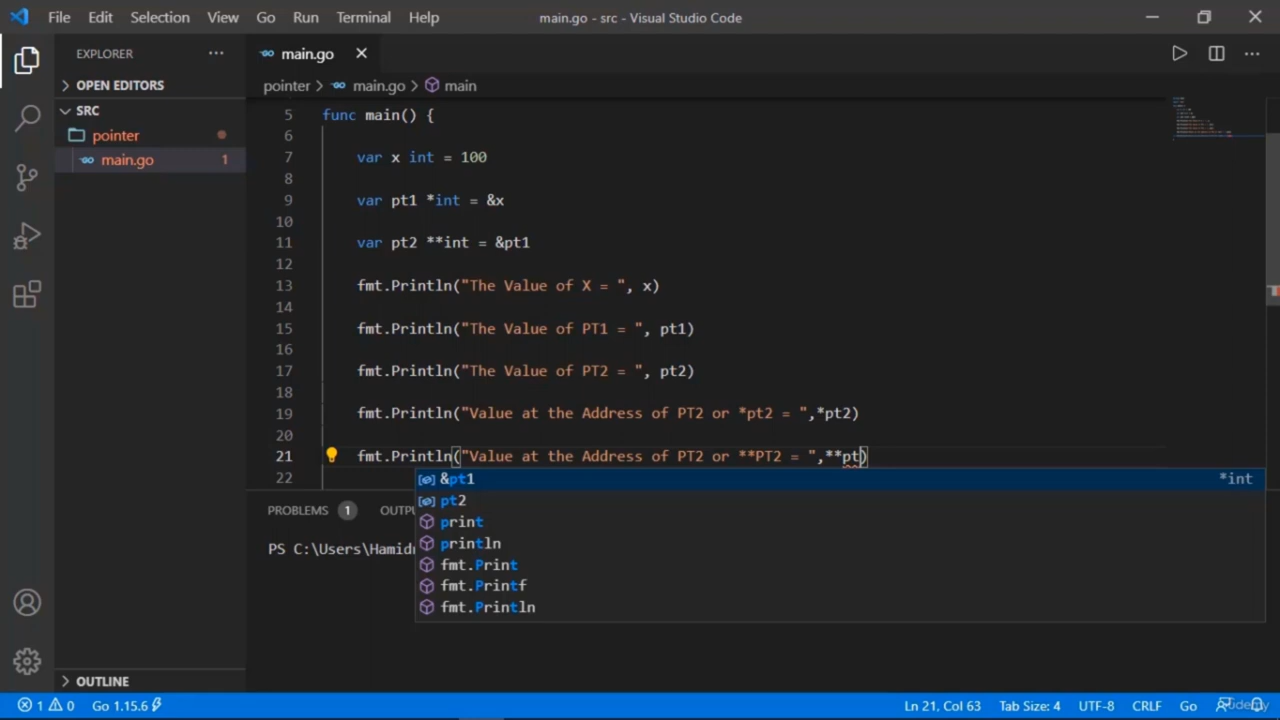 File Edit Selection View Go Run Terminal Help
main.go - src - Visual Studio Code
EXPLORER
OPEN EDITORS
SRC
pointer
main.go 1
main.go
pointer > main.go > main
5 func main() {
6
7 var x int = 100
8
9 var pt1 *int = &x
10
11 var pt2 **int = &pt1
12
13 fmt.Println("The Value of X = ", x)
14
15 fmt.Println("The Value of PT1 = ", pt1)
16
17 fmt.Println("The Value of PT2 = ", pt2)
18
19 fmt.Println("Value at the Address of PT2 or *pt2 = ",*pt2)
20
21 fmt.Println("Value at the Address of PT2 or **PT2 = ",**pt)
22
&pt1 *int
pt2
print
println
fmt.Print
fmt.Printf
fmt.Println
PROBLEMS 1 OUTPU
PS C:\Users\Hamid
OUTLINE
1 0 Go 1.15.6
Ln 21, Col 63 Tab Size: 4 UTF-8 CRLF Go
Udemy